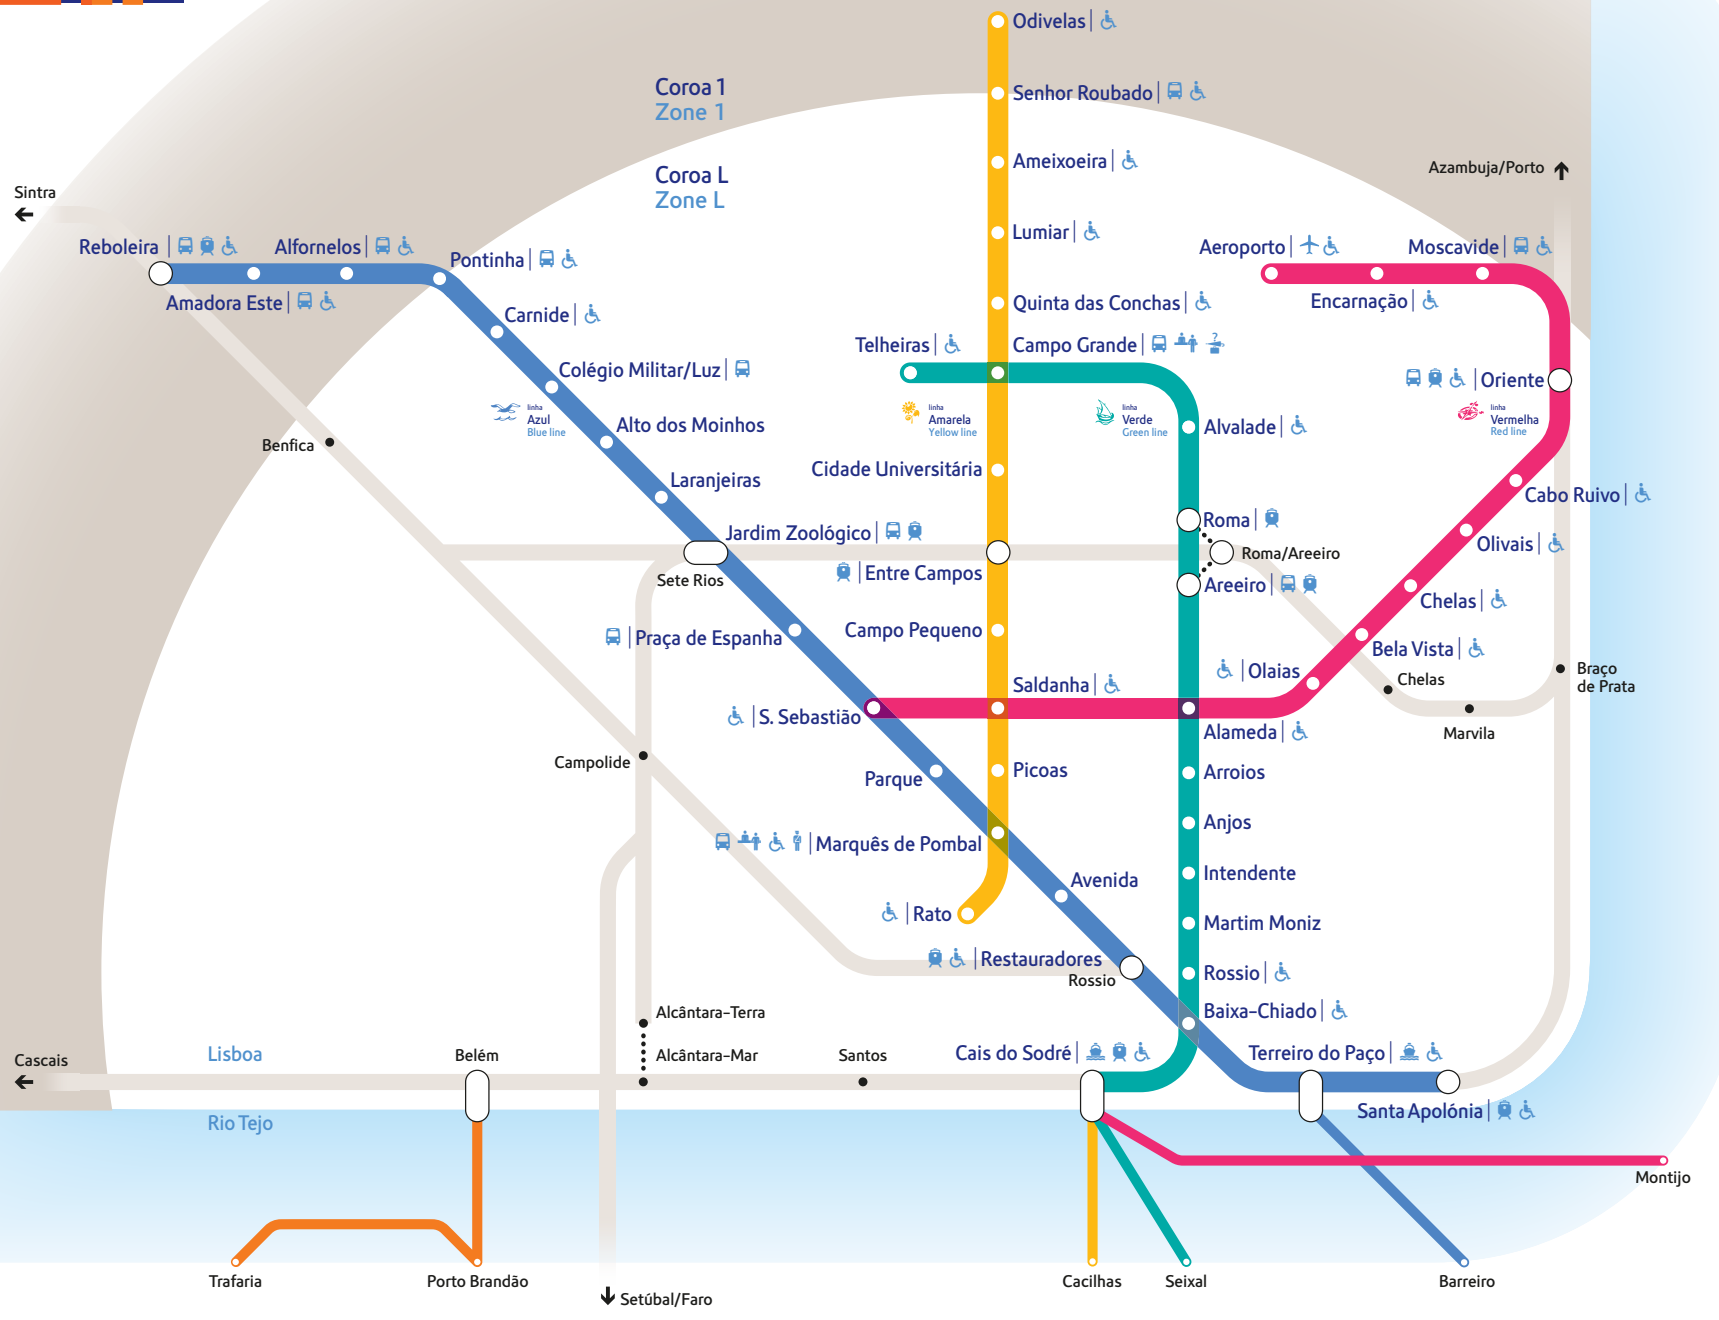 Odivelas
Coroa 1
Zone 1
Senhor Roubado
Ameixoeira
Azambuja/Porto
Coroa L
Zone L
Sintra
Lumiar
Reboleira
Alfornelos
Pontinha
Aeroporto
Moscavide
Amadora Este
Quinta das Conchas
Encarnação
Carnide
Telheiras
Campo Grande
Colégio Militar/Luz
Oriente
linha
Azul
Blue line
linha
Amarela
Yellow line
linha
Verde
Green line
linha
Vermelha
Red line
Alto dos Moinhos
Alvalade
Benfica
Cidade Universitária
Laranjeiras
Cabo Ruivo
Roma
Jardim Zoológico
Olivais
Roma/Areeiro
Sete Rios
Entre Campos
Areeiro
Chelas
Praça de Espanha
Campo Pequeno
Bela Vista
Olaias
Saldanha
Chelas
Braço
de Prata
S. Sebastião
Alameda
Marvila
Campolide
Parque
Picoas
Arroios
Anjos
Marquês de Pombal
Intendente
Avenida
Rato
Martim Moniz
Restauradores
Rossio
Rossio
Alcântara-Terra
Baixa-Chiado
Cascais
Lisboa
Belém
Alcântara-Mar
Santos
Cais do Sodré
Terreiro do Paço
Rio Tejo
Santa Apolónia
Montijo
Trafaria
Porto Brandão
Cacilhas
Seixal
Barreiro
Setúbal/Faro